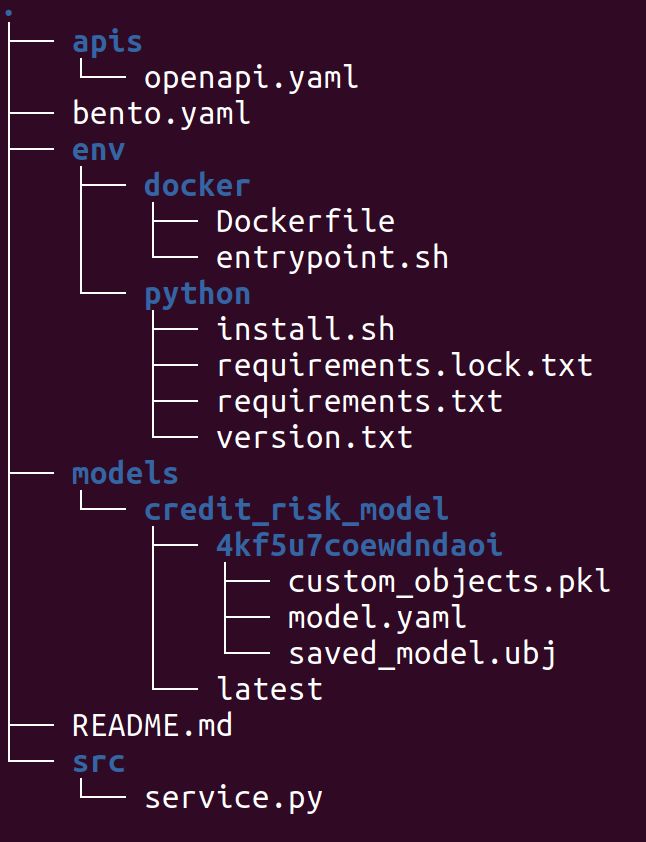 .
apis
openapi.yaml
bento.yaml
env
docker
Dockerfile
entrypoint.sh
python
install.sh
requirements.lock.txt
requirements.txt
version.txt
models
credit_risk_model
4kf5u7coewdndaoi
custom_objects.pkl
model.yaml
saved_model.ubj
latest
README.md
src
service.py